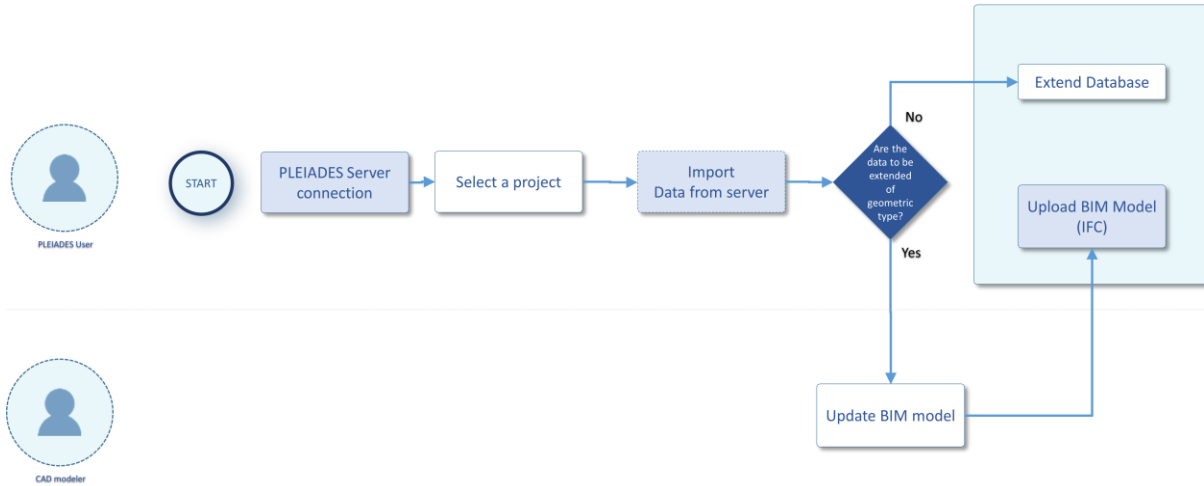 PLEIADES User
START
PLEIADES Server
connection
Select a project
Import
Data from server
Are the
data to be
extended
of
geometric
type?
No
Yes
Extend Database
Upload BIM Model
(IFC)
Update BIM model
CAD modeler